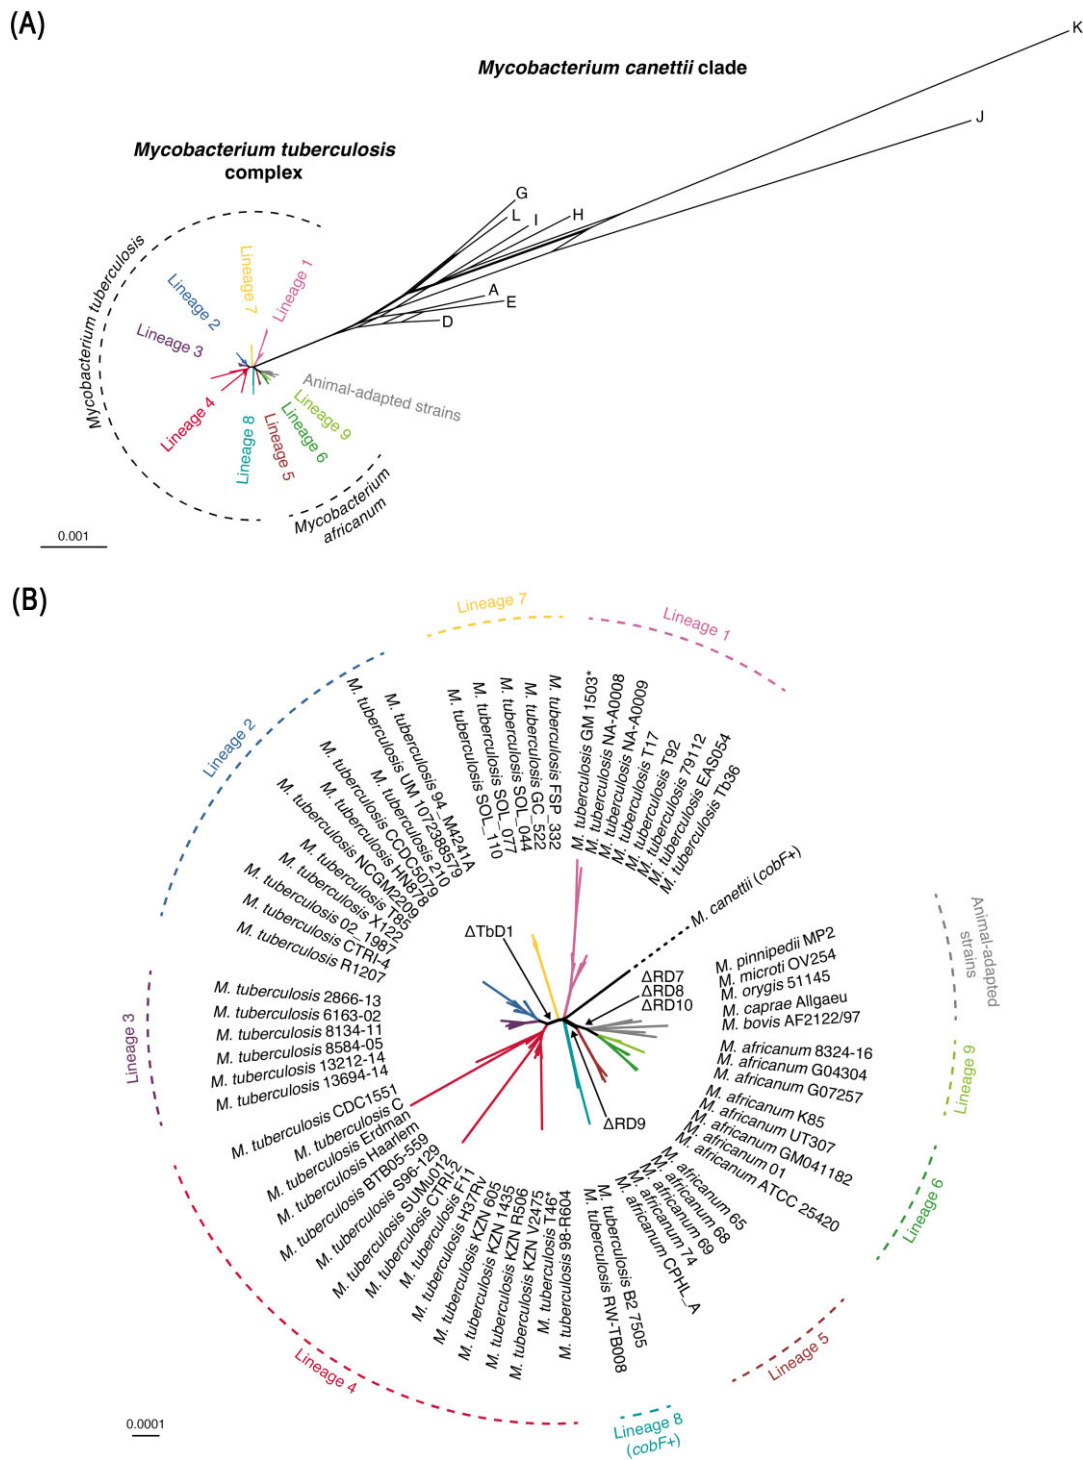 (A)
K
Mycobacterium canettii clade
J
Mycobacterium tuberculosis
complex
G
L
I
H
A
E
D
Mycobacterium tuberculosis
Lineage 1
Lineage 7
Lineage 2
Lineage 3
Lineage 4
Lineage 8
Lineage 5
Lineage 6
Lineage 9
Animal-adapted strains
Mycobacterium
africanum
0.001
(B)
Lineage 7
Lineage 1
Lineage 2
M. tuberculosis GM 1503*
M. tuberculosis NA-A0008
M. tuberculosis NA-A0009
M. tuberculosis T17
M. tuberculosis T92
M. tuberculosis 79112
M. tuberculosis EAS054
M. tuberculosis Tb36
M. canettii (cobF+)
Animal-adapted
strains
M. pinnipedii MP2
M. microti OV254
M. orygis 51145
M. caprae Allgaeu
M. bovis AF2122/97
Lineage 9
M. africanum 8324-16
M. africanum G04304
M. africanum G07257
Lineage 6
M. africanum K85
M. africanum UT307
M. africanum GM041182
M. africanum 01
M. africanum ATCC 25420
Lineage 5
M. africanum 65
M. africanum 68
M. africanum 69
M. africanum 74
M. africanum CPHL_A
Lineage 8
(cobF+)
M. tuberculosis B2 7505
M. tuberculosis RW-TB008
Lineage 4
M. tuberculosis 98-R604
M. tuberculosis T46*
M. tuberculosis KZN V2475
M. tuberculosis KZN R506
M. tuberculosis KZN 1435
M. tuberculosis KZN 605
M. tuberculosis H37Rv
M. tuberculosis F11
M. tuberculosis CTRI-2
M. tuberculosis SUMu012
M. tuberculosis S96-129
M. tuberculosis BTB05-559
M. tuberculosis Haarlem
M. tuberculosis Erdman
M. tuberculosis C
M. tuberculosis CDC1551
Lineage 3
M. tuberculosis 13694-14
M. tuberculosis 13212-14
M. tuberculosis 8584-05
M. tuberculosis 8134-11
M. tuberculosis 6163-02
M. tuberculosis 2866-13
M. tuberculosis R1207
M. tuberculosis CTRI-4
M. tuberculosis 02_1987
M. tuberculosis X122
M. tuberculosis T85
M. tuberculosis NCGM2209
M. tuberculosis HN878
M. tuberculosis CCDC5079
M. tuberculosis 210
M. tuberculosis UM 1072388579
M. tuberculosis 94_M4241A
M. tuberculosis SOL_110
M. tuberculosis SOL_077
M. tuberculosis SOL_044
M. tuberculosis GC_522
M. tuberculosis FSP_332
ΔTbD1
ΔRD7
ΔRD8
ΔRD10
ΔRD9
0.0001